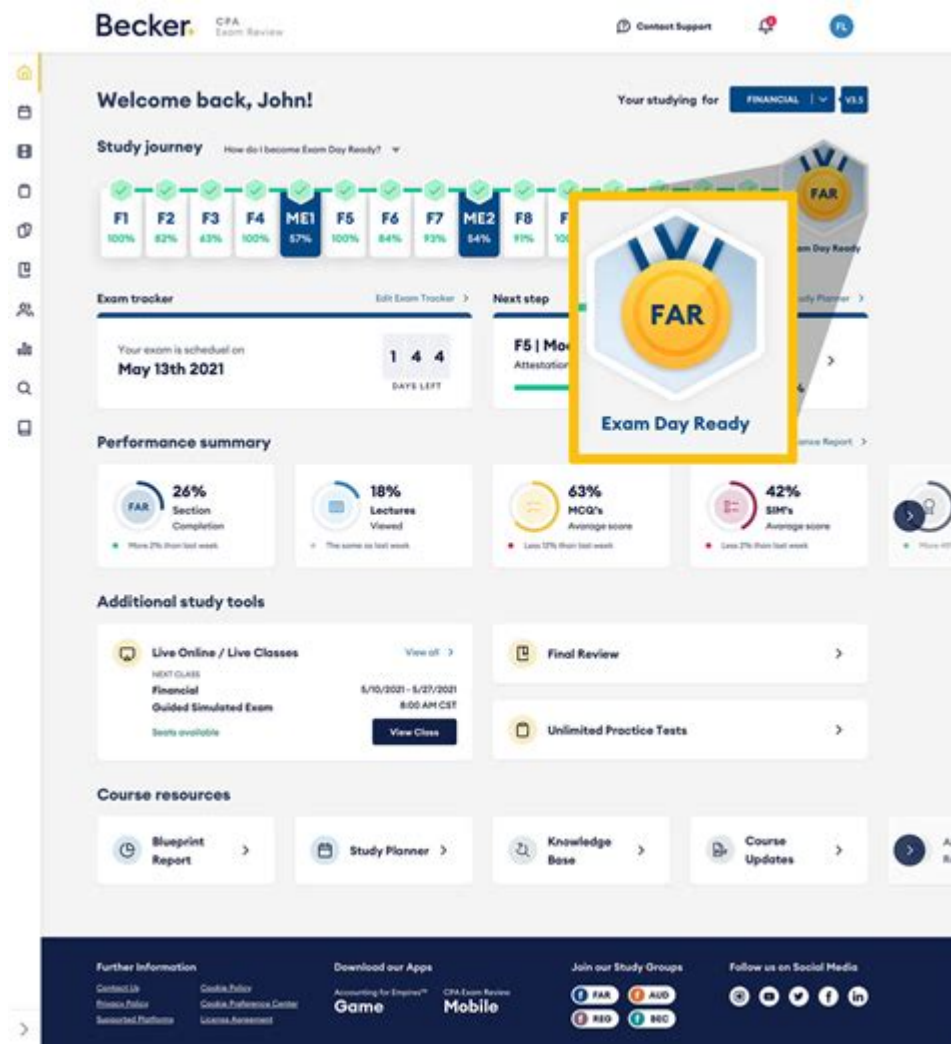 Becker. CPA Exam Review
Contact Support
FL
Welcome back, John!
Your studying for
FINANCIAL
V3.5
Study journey
How do I become Exam Day Ready?
F1 F2 F3 F4 ME1 F5 F6 F7 ME2 F8 F
100% 82% 63% 100% 57% 100% 84% 93% 54% 91% 100
FAR
Exam Day Ready
FAR
Exam Day Ready
Exam tracker
Edit Exam Tracker
Your exam is scheduel on
May 13th 2021
1 4 4
DAYS LEFT
Next step
Planner
F5 | Mo
Attestation
Performance summary
Report
FAR
26%
Section
Completion
More 2% than last week
18%
Lectures
Viewed
The same as last week
63%
MCQ's
Avarage score
Less 12% than last week
42%
SIM's
Avarage score
Less 2% than last week
Additional study tools
Live Online / Live Classes
View all
NEXT CLASS
Financial
Guided Simulated Exam
5/10/2021 - 5/27/2021
8:00 AM CST
Seats available
View Class
Final Review
Unlimited Practice Tests
Course resources
Blueprint
Report
Study Planner
Knowledge
Base
Course
Updates
Further Information
Contact Us
Privacy Policy
Supported Platforms
Cookie Policy
Cookie Preference Center
License Agreement
Download our Apps
Accounting for Empires™
Game
CPA Exam Review
Mobile
Join our Study Groups
FAR
AUD
REG
BEC
Follow us on Social Media